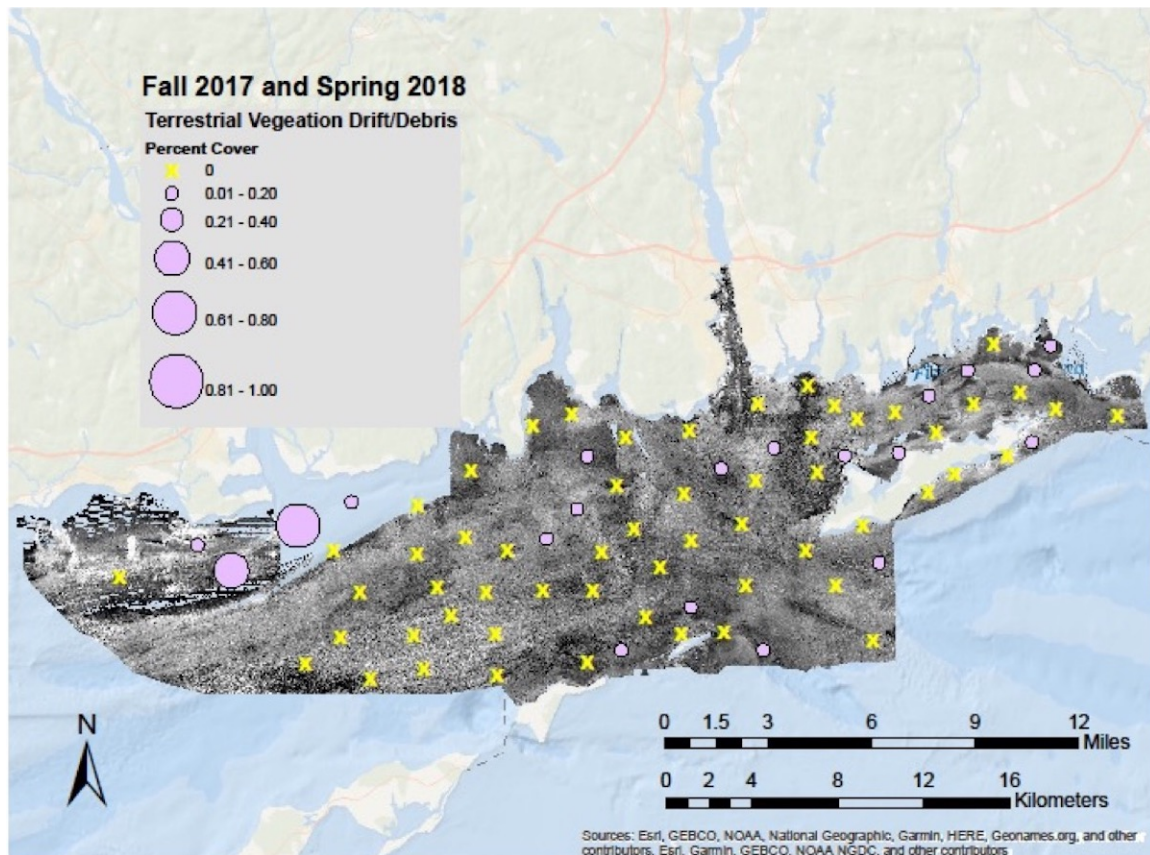 Fall 2017 and Spring 2018
Terrestrial Vegeation Drift/Debris
Percent Cover
X 0
0.01 - 0.20
0.21 - 0.40
0.41 - 0.60
0.61 - 0.80
0.81 - 1.00
N
0 1.5 3 6 9 12
Miles
0 2 4 8 12 16
Kilometers
Sources: Esri, GEBCO, NOAA, National Geographic, Garmin, HERE, Geonames.org, and other
contributors, Esri, Garmin, GEBCO, NOAA NGDC, and other contributors